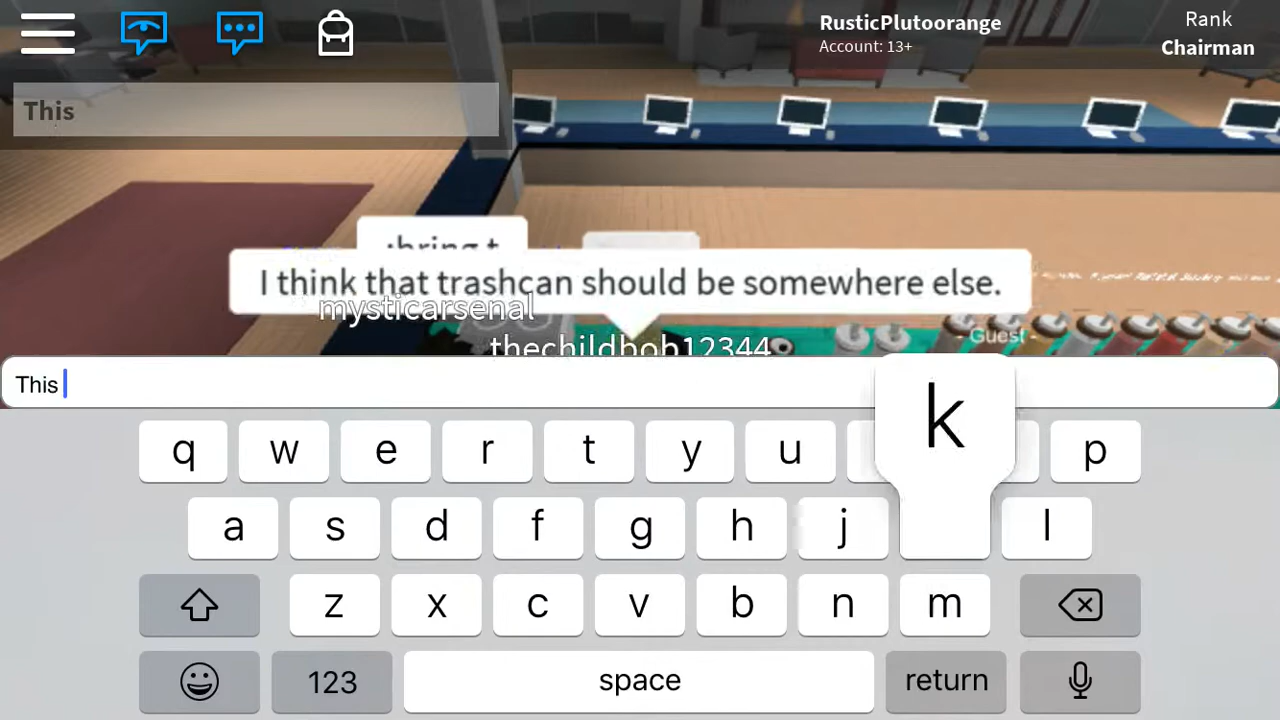 RusticPlutoorange
Account: 13+
Rank
Chairman
This
:bring t
I think that trashcan should be somewhere else.
mysticarsenal
thechildbob12344
- Guest -
This
k
q w e r t y u p
a s d f g h j l
z x c v b n m
123 space return